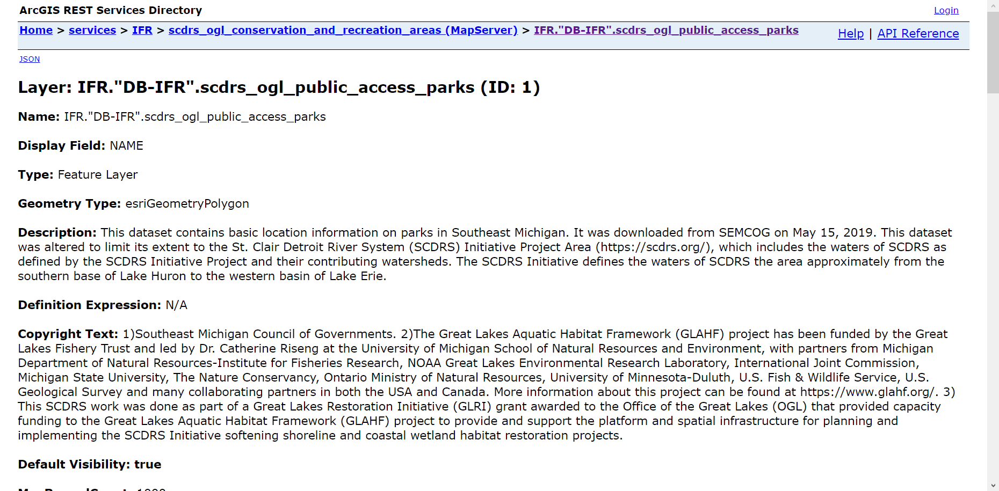 ArcGIS REST Services Directory
Login
Home > services > IFR > scdrs_ogl_conservation_and_recreation_areas (MapServer) > IFR."DB-IFR".scdrs_ogl_public_access_parks
Help | API Reference
JSON
Layer: IFR."DB-IFR".scdrs_ogl_public_access_parks (ID: 1)
Name: IFR."DB-IFR".scdrs_ogl_public_access_parks
Display Field: NAME
Type: Feature Layer
Geometry Type: esriGeometryPolygon
Description: This dataset contains basic location information on parks in Southeast Michigan. It was downloaded from SEMCOG on May 15, 2019. This dataset
was altered to limit its extent to the St. Clair Detroit River System (SCDRS) Initiative Project Area (https://scdrs.org/), which includes the waters of SCDRS as
defined by the SCDRS Initiative Project and their contributing watersheds. The SCDRS Initiative defines the waters of SCDRS the area approximately from the
southern base of Lake Huron to the western basin of Lake Erie.
Definition Expression: N/A
Copyright Text: 1)Southeast Michigan Council of Governments. 2)The Great Lakes Aquatic Habitat Framework (GLAHF) project has been funded by the Great
Lakes Fishery Trust and led by Dr. Catherine Riseng at the University of Michigan School of Natural Resources and Environment, with partners from Michigan
Department of Natural Resources-Institute for Fisheries Research, NOAA Great Lakes Environmental Research Laboratory, International Joint Commission,
Michigan State University, The Nature Conservancy, Ontario Ministry of Natural Resources, University of Minnesota-Duluth, U.S. Fish & Wildlife Service, U.S.
Geological Survey and many collaborating partners in both the USA and Canada. More information about this project can be found at https://www.glahf.org/. 3)
This SCDRS work was done as part of a Great Lakes Restoration Initiative (GLRI) grant awarded to the Office of the Great Lakes (OGL) that provided capacity
funding to the Great Lakes Aquatic Habitat Framework (GLAHF) project to provide and support the platform and spatial infrastructure for planning and
implementing the SCDRS Initiative softening shoreline and coastal wetland habitat restoration projects.
Default Visibility: true